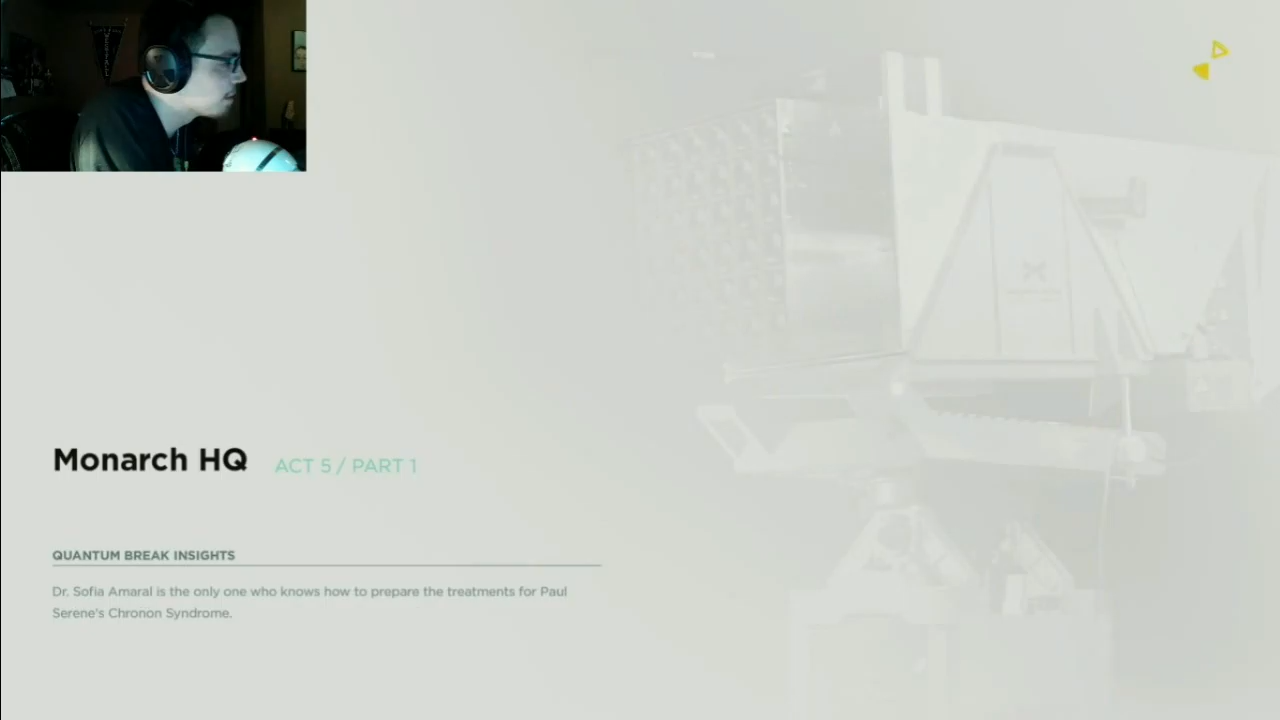 Monarch HQ ACT 5 / PART 1
QUANTUM BREAK INSIGHTS
Dr. Sofia Amaral is the only one who knows how to prepare the treatments for Paul
Serene's Chronon Syndrome.